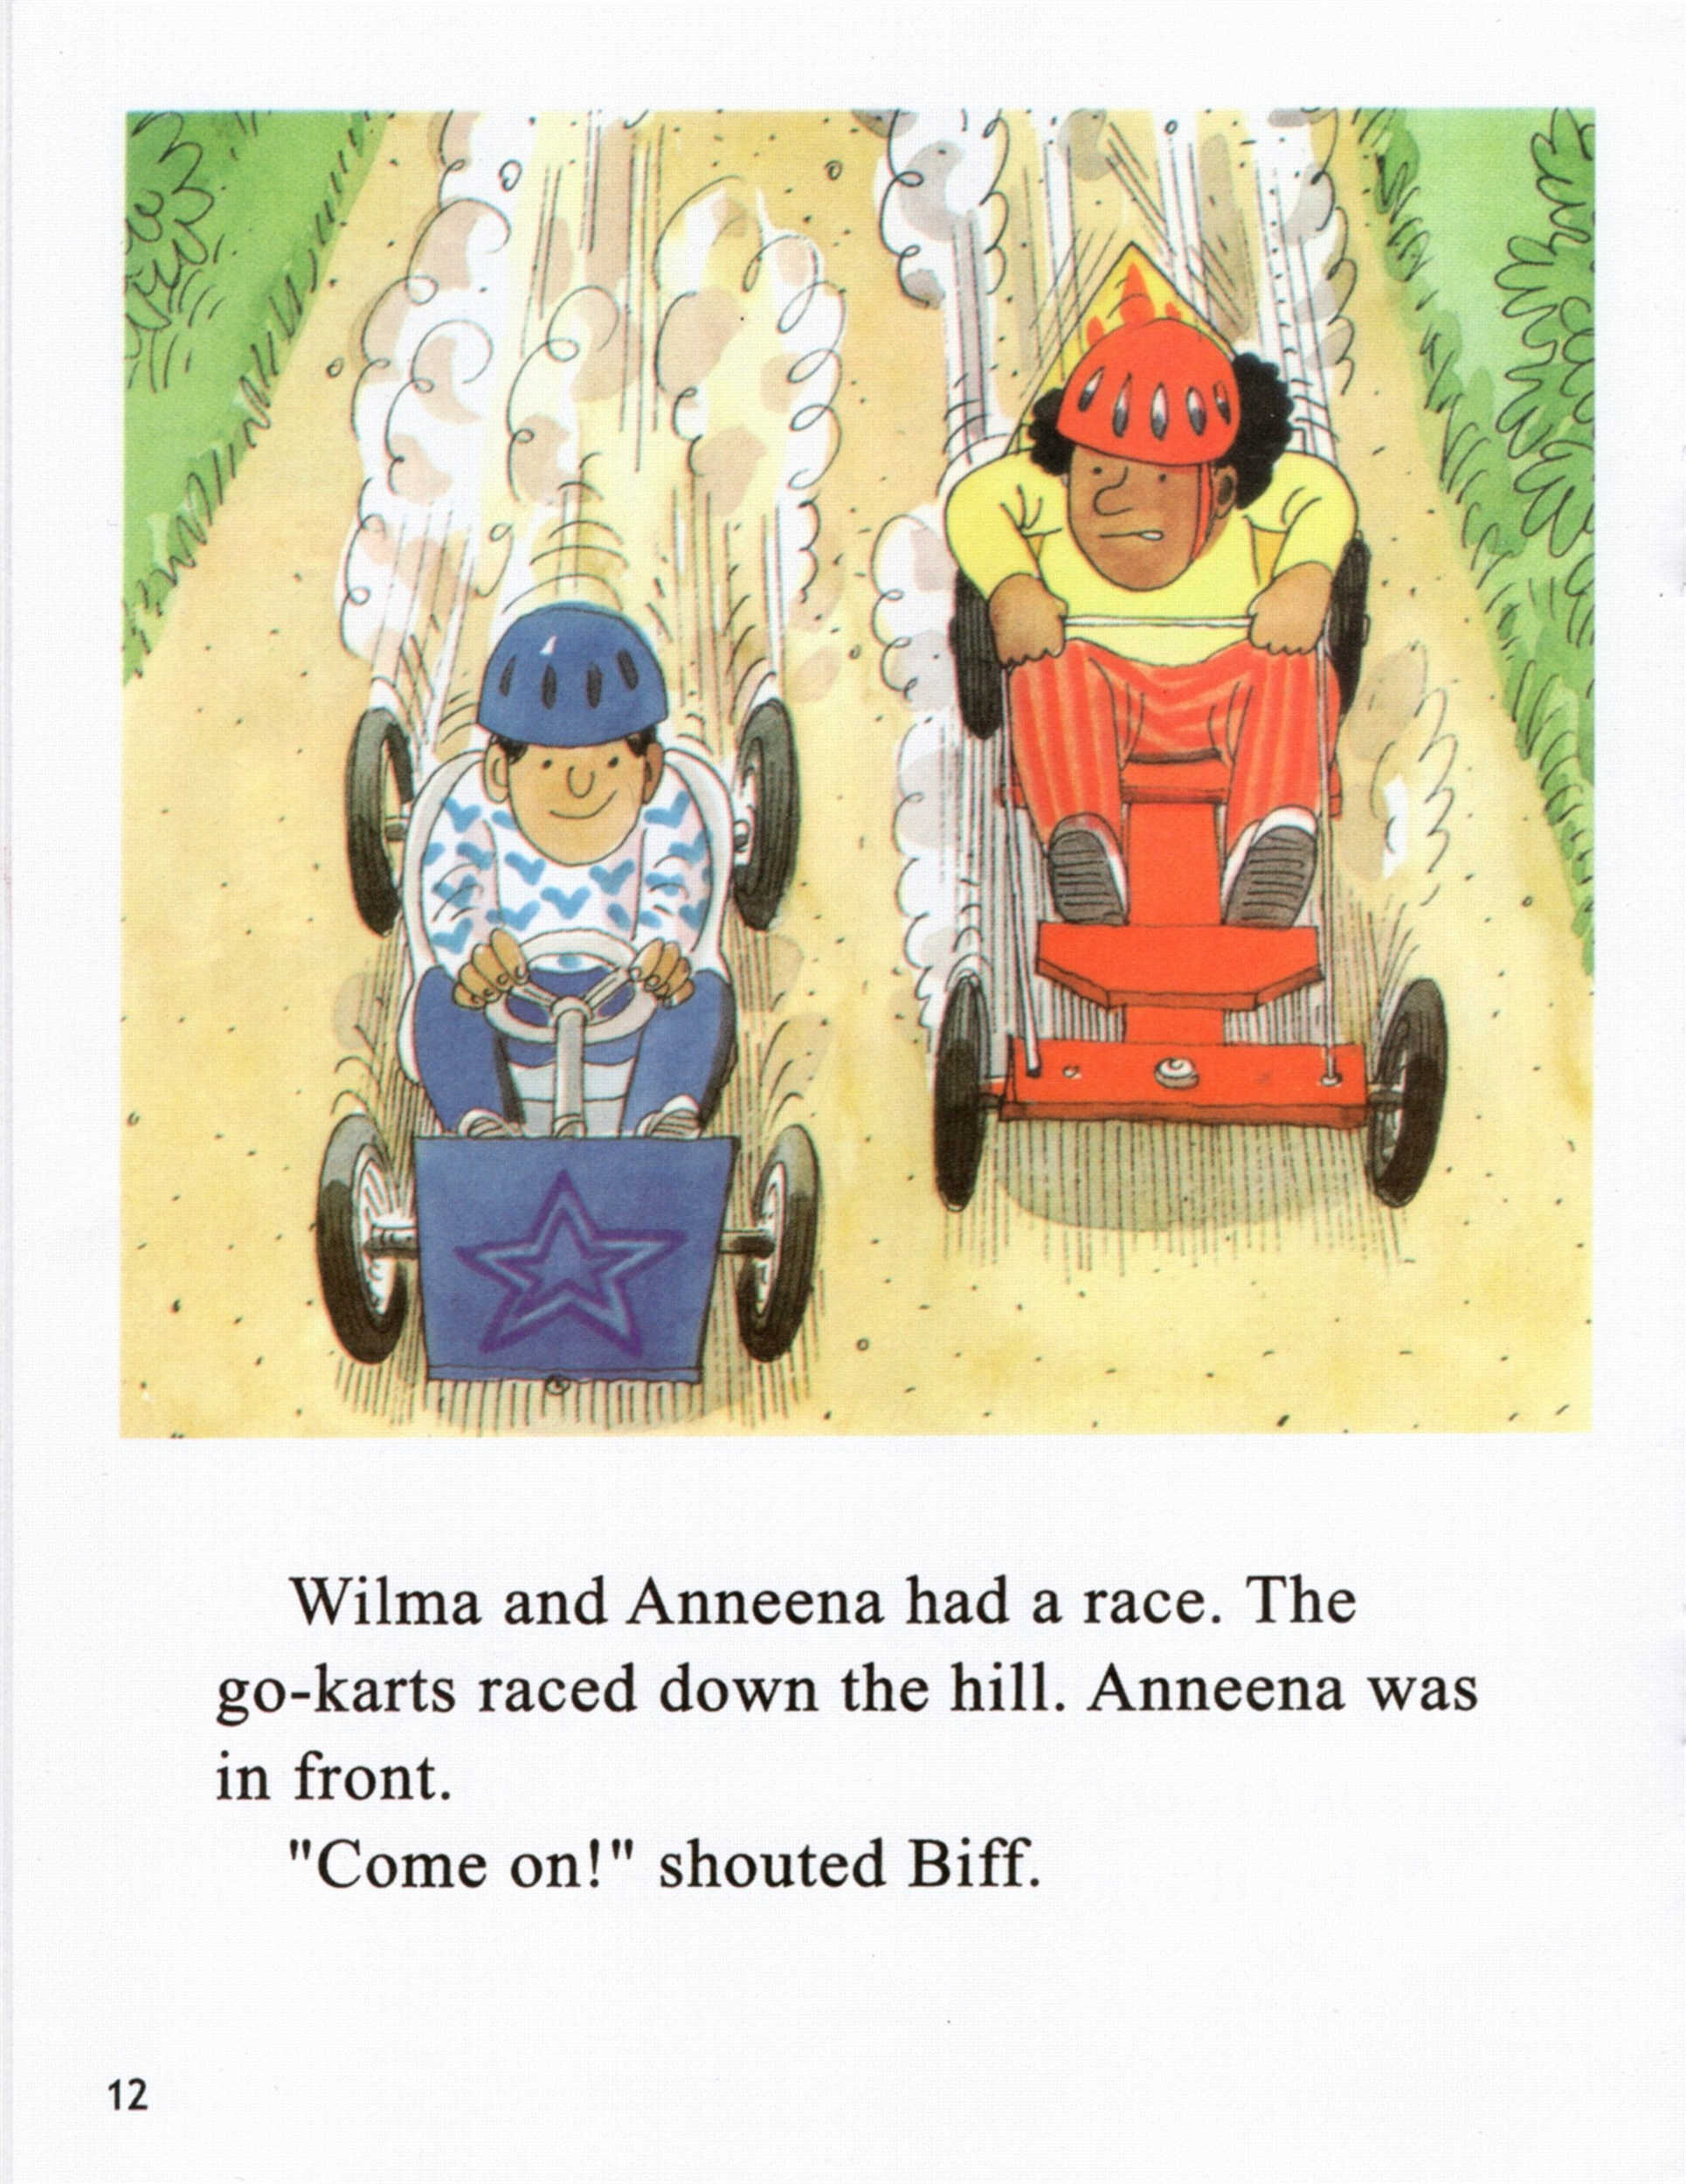 Wilma and Anneena had a race. The
go-karts raced down the hill. Anneena was
in front.
"Come on!" shouted Biff.
12